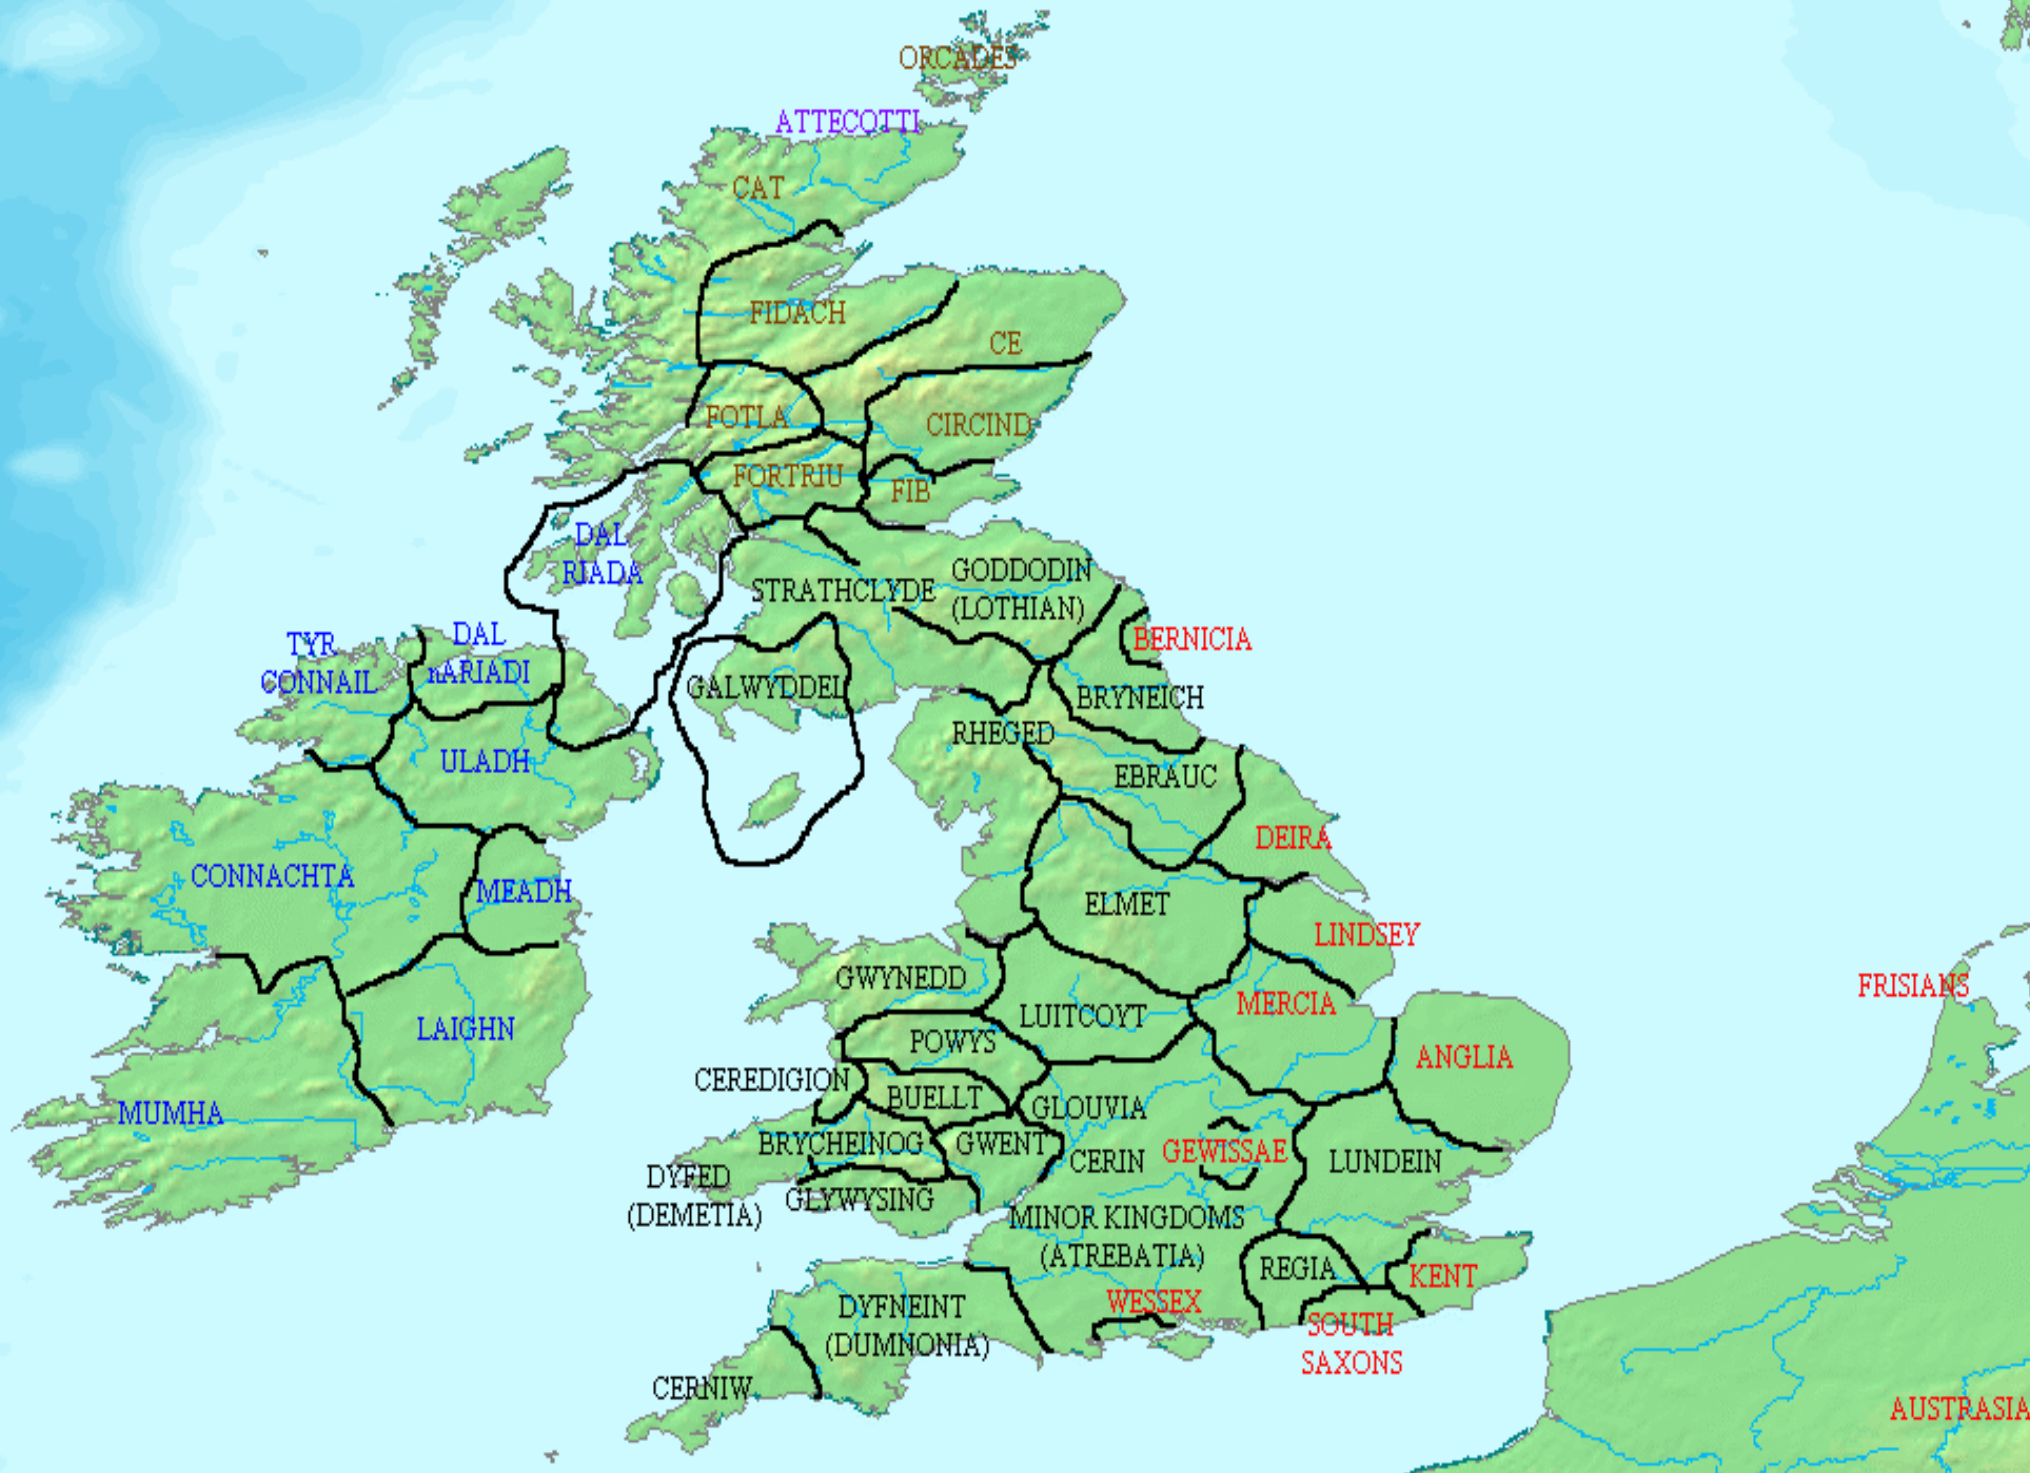 ORCADES
ATTECOTTI
CAT
FIDACH
CE
FOTLA
CIRCIND
FORTRIU
FIB
DAL
RIADA
STRATHCLYDE
GODDODIN
(LOTHIAN)
BERNICIA
TYR
CONNAIL
DAL
nARIADI
GALWYDDEL
BRYNEICH
RHEGED
ULADH
EBRAUC
DEIRA
CONNACHTA
MEADH
ELMET
LINDSEY
GWYNEDD
LUITCOYT
MERCIA
FRISIANS
LAIGHN
POWYS
ANGLIA
CEREDIGION
BUELLT
GLOUVIA
MUMHA
BRYCHEINOG
GWENT
CERIN
GEWISSAE
LUNDEIN
DYFED
(DEMETIA)
GLYWYSING
MINOR KINGDOMS
(ATREBATIA)
REGIA
KENT
WESSEX
SOUTH
SAXONS
DYFNEINT
(DUMNONIA)
CERNIW
AUSTRASIA